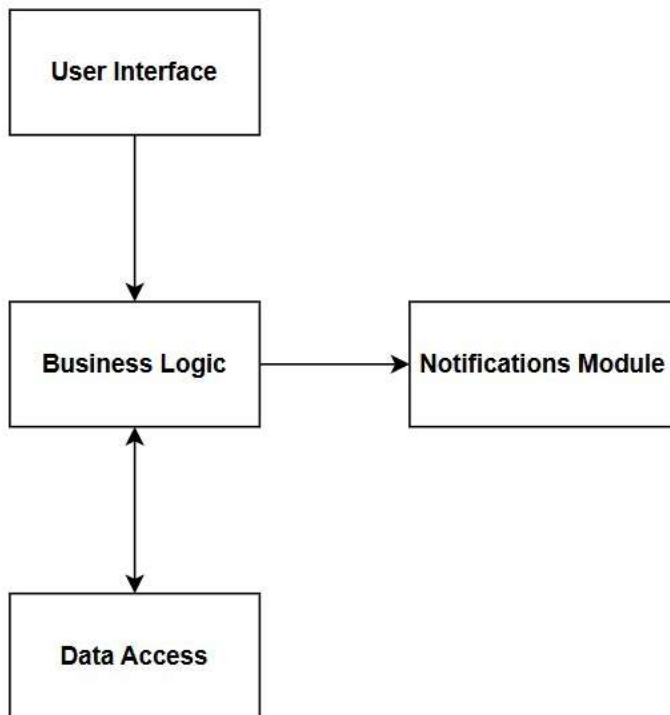 User Interface
Business Logic
Notifications Module
Data Access